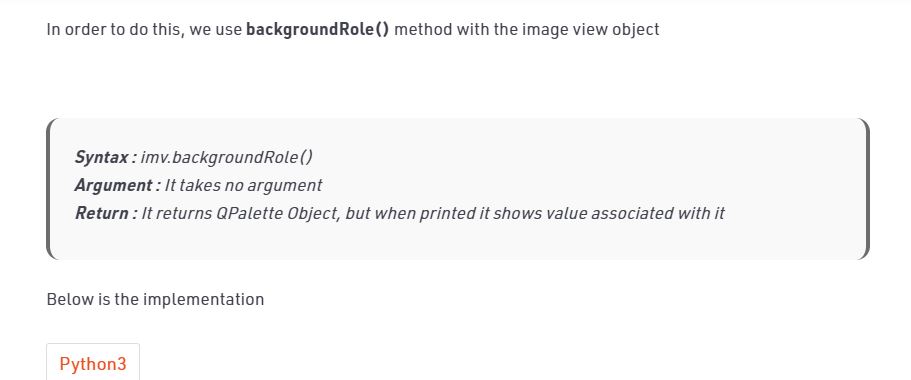 In order to do this, we use backgroundRole() method with the image view object
Syntax : imv.backgroundRole()
Argument : It takes no argument
Return : It returns QPalette Object, but when printed it shows value associated with it
Below is the implementation
Python3